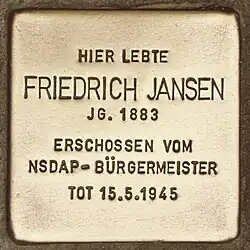 HIER LEBTE
FRIEDRICH JANSEN
JG. 1883
ERSCHOSSEN VOM
NSDAP-BÜRGERMEISTER
TOT 15.5.1945